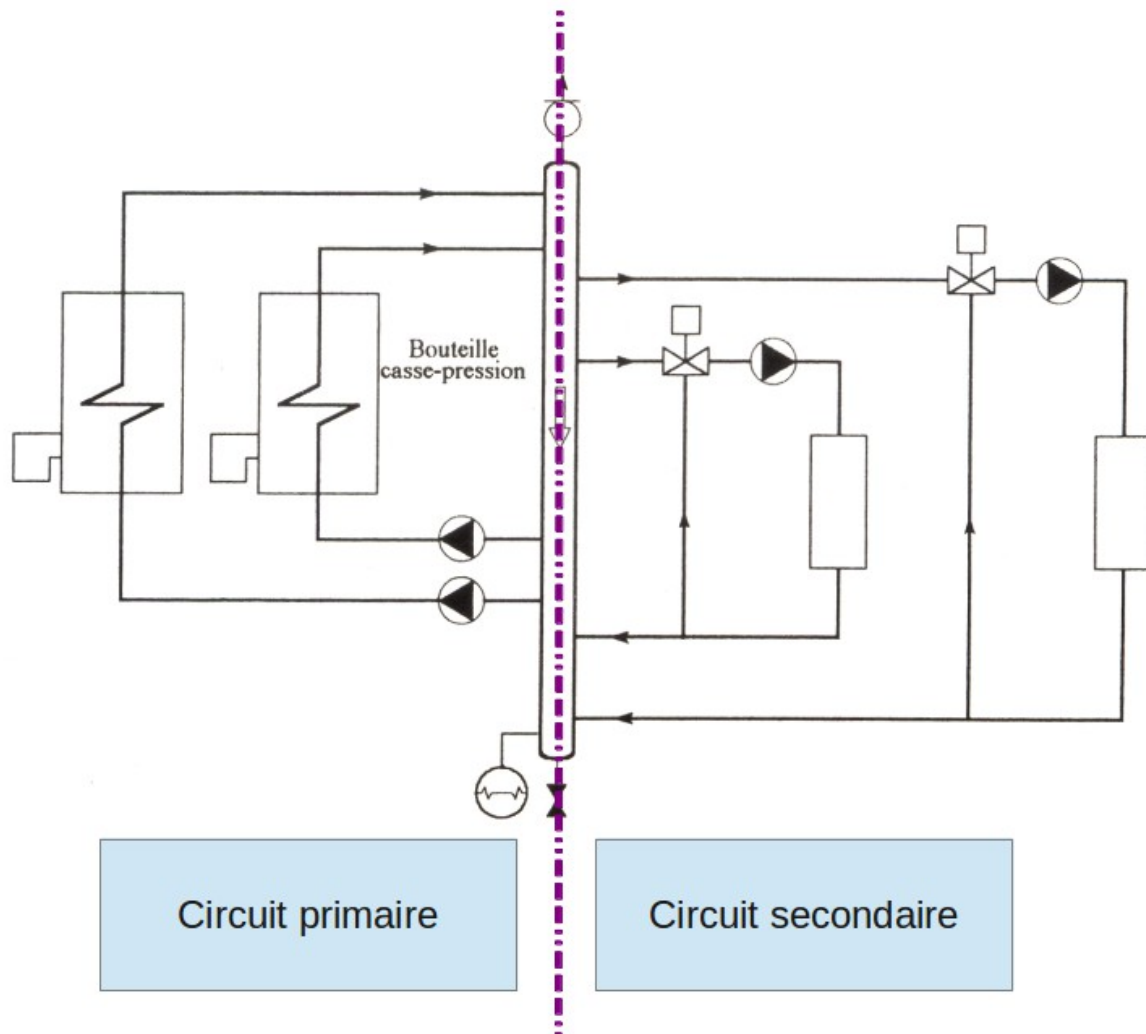 Bouteille
casse-pression
Circuit primaire
Circuit secondaire